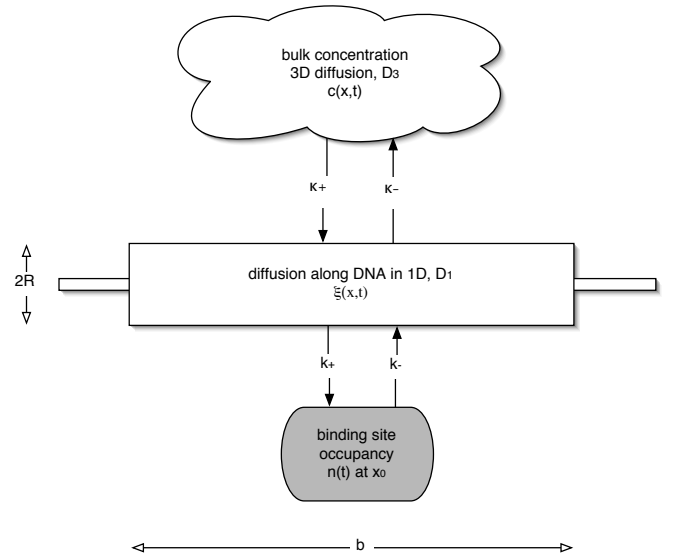 bulk concentration
3D diffusion, D₃
c(x,t)
κ+
κ−
2R
diffusion along DNA in 1D, D₁
ξ(x,t)
k+
k-
binding site
occupancy
n(t) at x₀
b